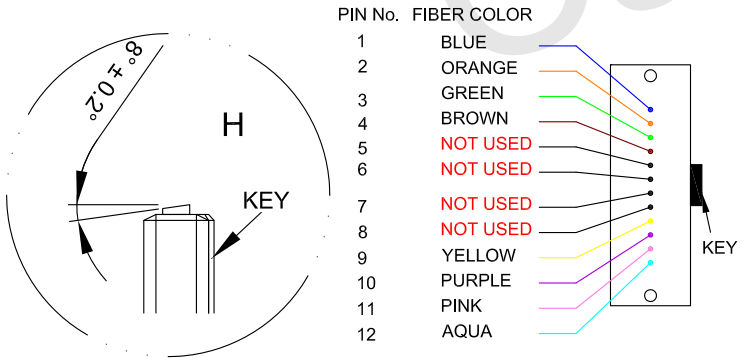 PIN No. FIBER COLOR
1 BLUE
2 ORANGE
3 GREEN
4 BROWN
5 NOT USED
6 NOT USED
7 NOT USED
8 NOT USED
9 YELLOW
10 PURPLE
11 PINK
12 AQUA
8° ± 0.2°
H
KEY
KEY